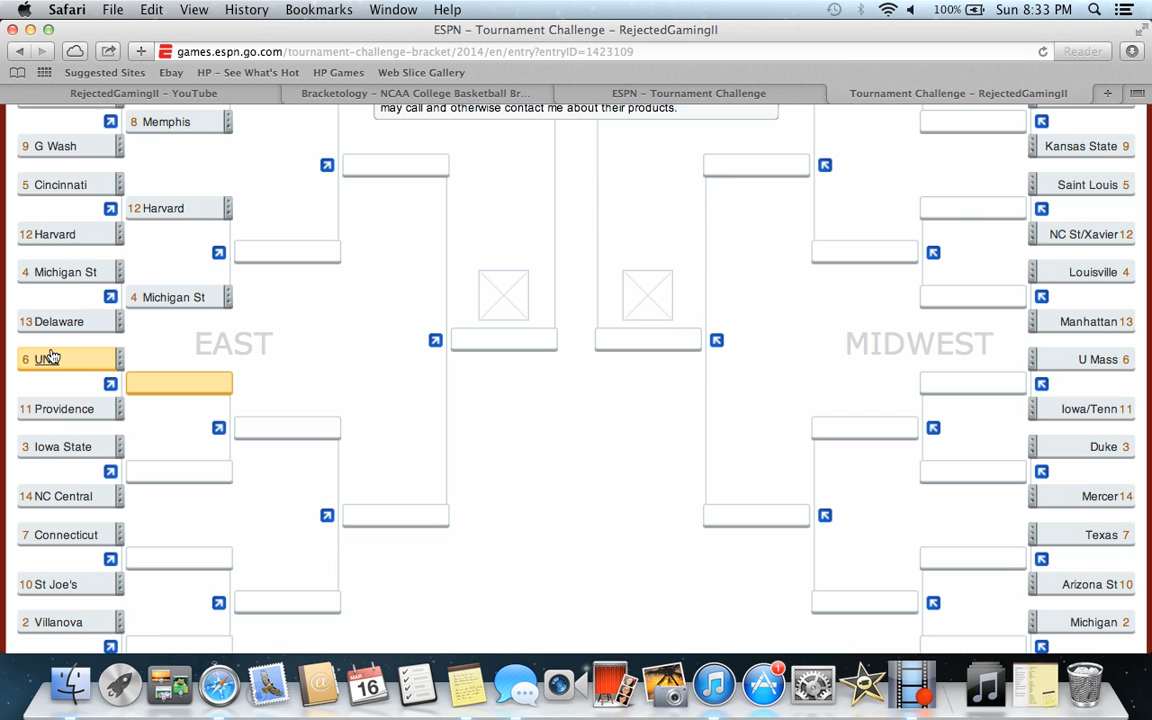 Safari File Edit View History Bookmarks Window Help 100% Sun 8:33 PM
ESPN - Tournament Challenge - RejectedGamingII
games.espn.go.com/tournament-challenge-bracket/2014/en/entry?entryID=1423109 Reader
Suggested Sites Ebay HP - See What's Hot HP Games Web Slice Gallery
RejectedGamingII - YouTube Bracketology - NCAA College Basketball Br... ESPN - Tournament Challenge Tournament Challenge - RejectedGamingII
may call and otherwise contact me about their products.
8 Memphis
9 G Wash
5 Cincinnati
12 Harvard
12 Harvard
4 Michigan St
4 Michigan St
13 Delaware
EAST
6
11 Providence
3 Iowa State
14 NC Central
7 Connecticut
10 St Joe's
2 Villanova
Kansas State 9
Saint Louis 5
NC St/Xavier 12
Louisville 4
Manhattan 13
MIDWEST
U Mass 6
Iowa/Tenn 11
Duke 3
Mercer 14
Texas 7
Arizona St 10
Michigan 2
MAR
16
1